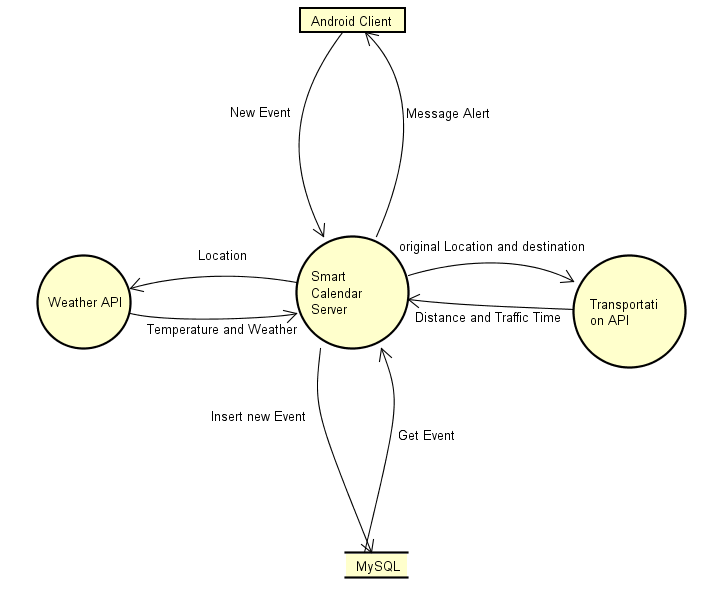 Android Client
New Event
Message Alert
original Location and destination
Location
Smart
Calendar
Server
Weather API
Transportati
on API
Distance and Traffic Time
Temperature and Weather
Insert new Event
Get Event
MySQL